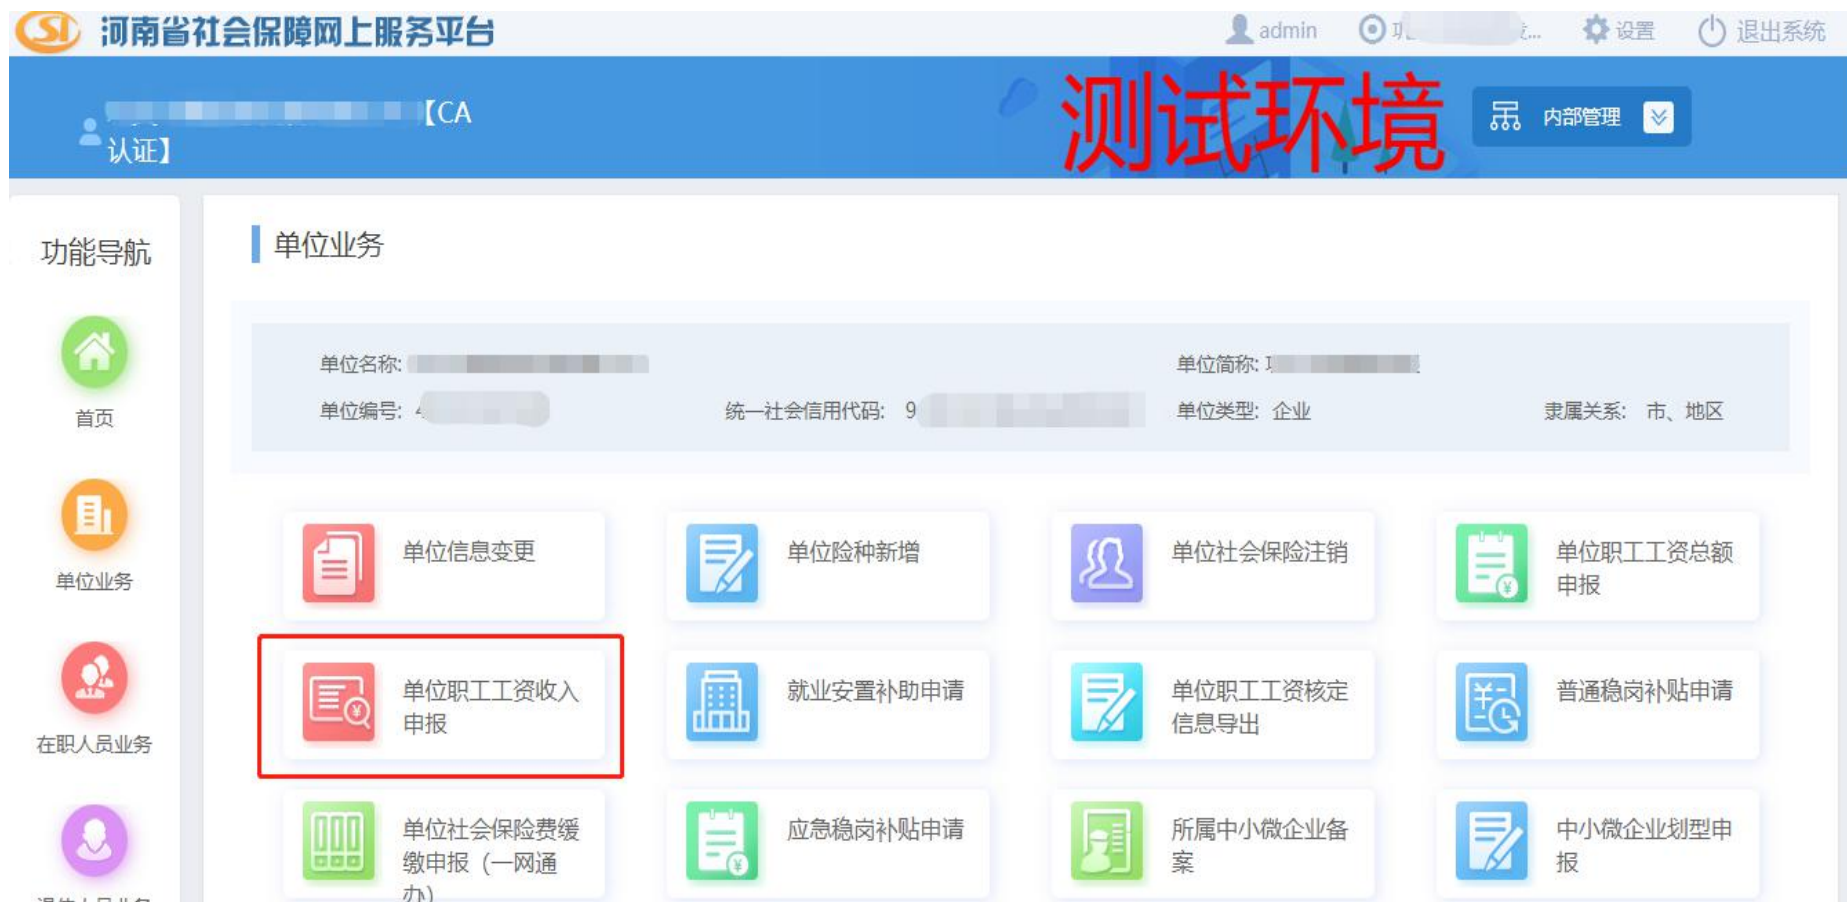 河南省社会保障网上服务平台
admin
设置
退出系统
【CA
认证】
测试环境
内部管理
功能导航
首页
单位业务
在职人员业务
单位业务
单位名称:
单位简称:
单位编号:
统一社会信用代码: 9
单位类型: 企业
隶属关系: 市、地区
单位信息变更
单位险种新增
单位社会保险注销
单位职工工资总额
申报
单位职工工资收入
申报
就业安置补助申请
单位职工工资核定
信息导出
普通稳岗补贴申请
单位社会保险费缓
缴申报（一网通
办）
应急稳岗补贴申请
所属中小微企业备
案
中小微企业划型申
报